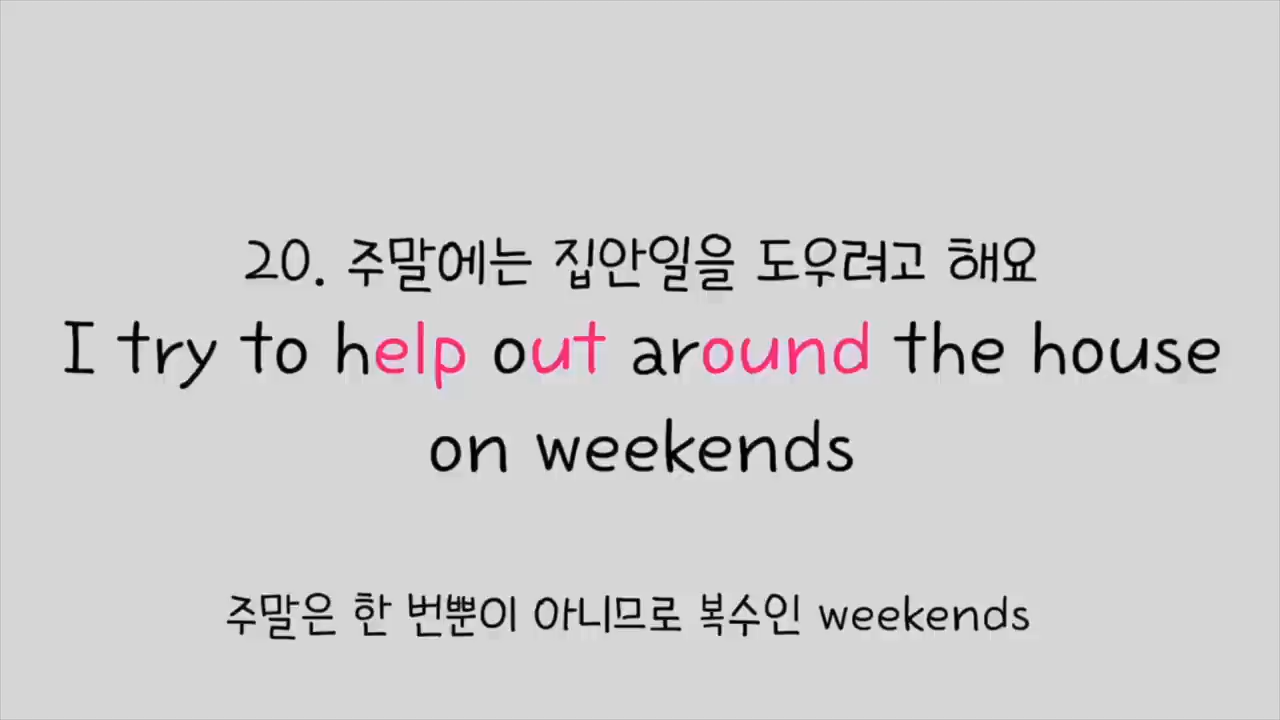 20. 주말에는 집안일을 도우려고 해요
I try to help out around the house
on weekends
주말은 한 번뿐이 아니므로 복수인 weekends